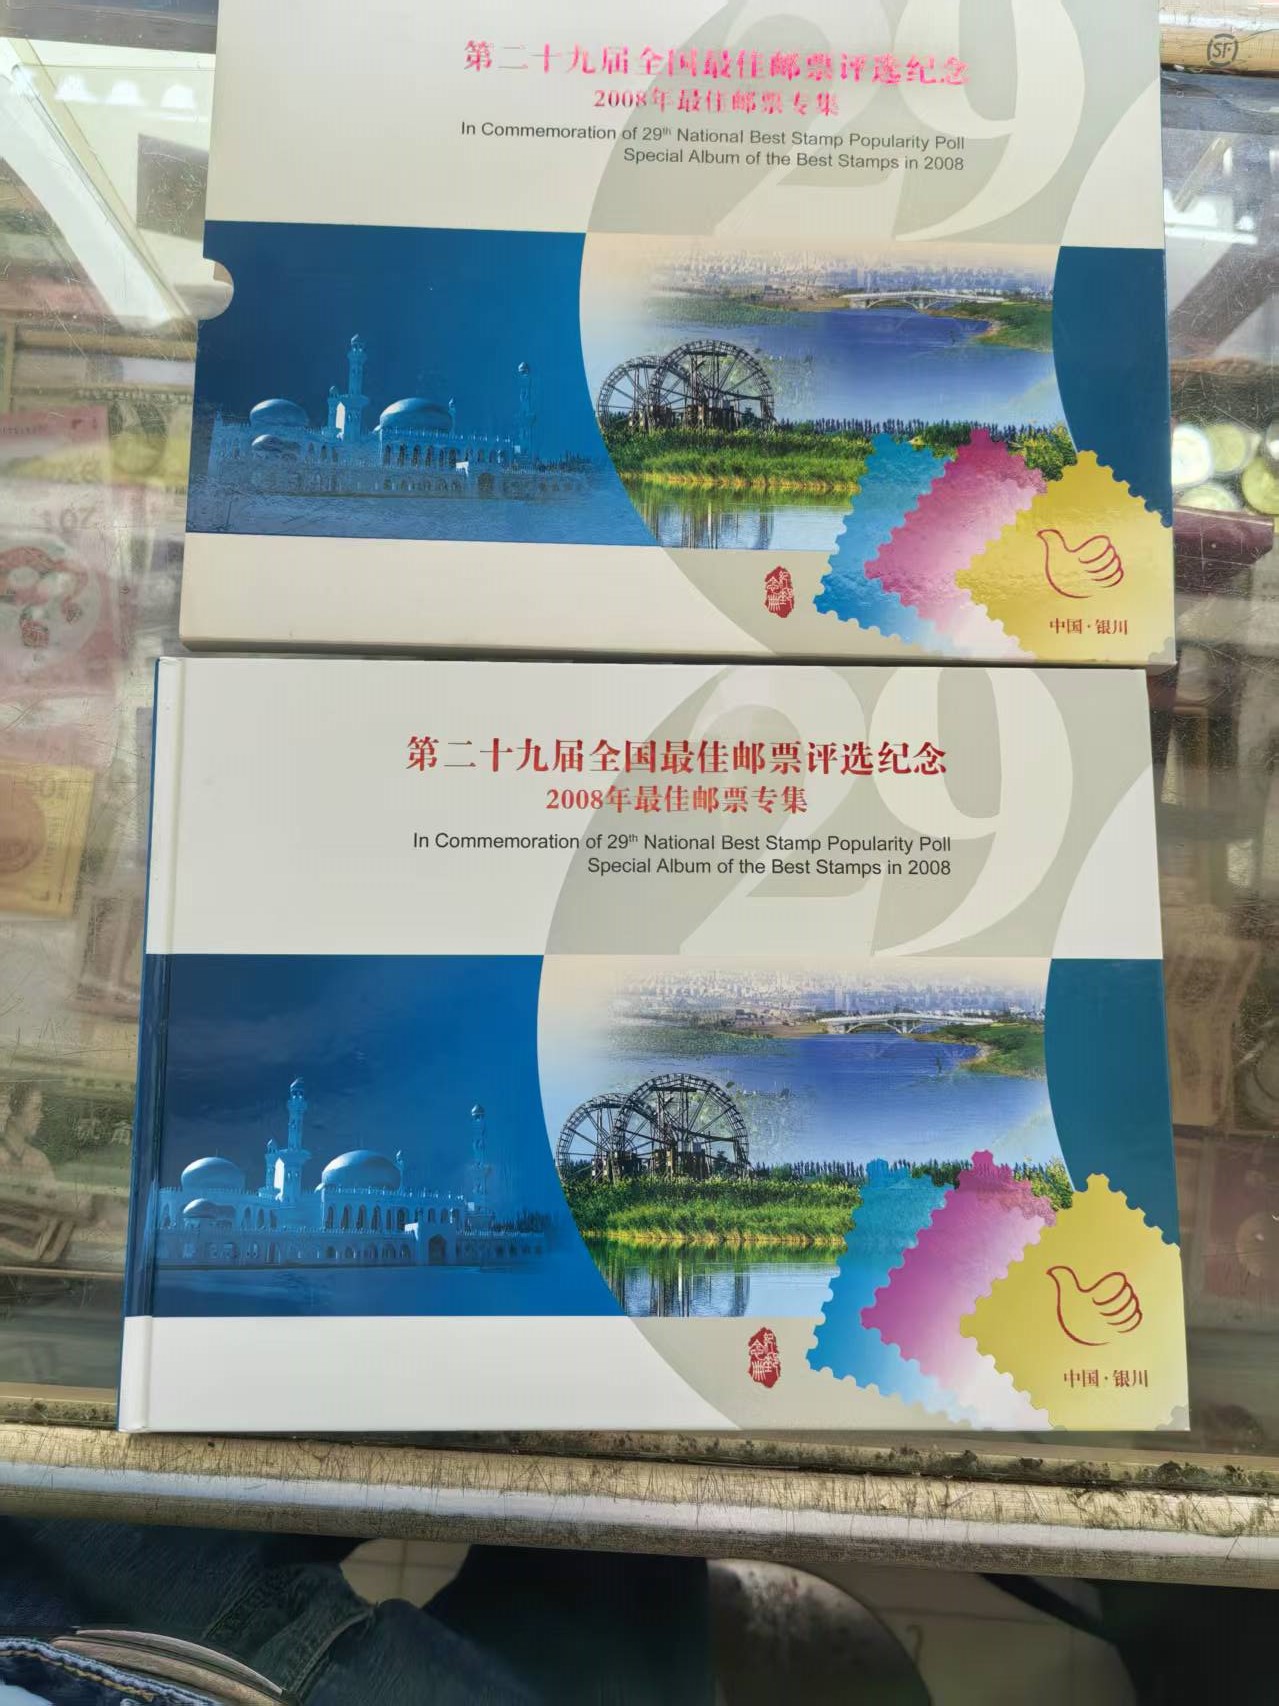 SF
第二十九届全国最佳邮票评选纪念
2008年最佳邮票专集
In Commemoration of 29th National Best Stamp Popularity Poll
Special Album of the Best Stamps in 2008
29
中国·银川
第二十九届全国最佳邮票评选纪念
2008年最佳邮票专集
In Commemoration of 29th National Best Stamp Popularity Poll
Special Album of the Best Stamps in 2008
29
中国·银川
贰角